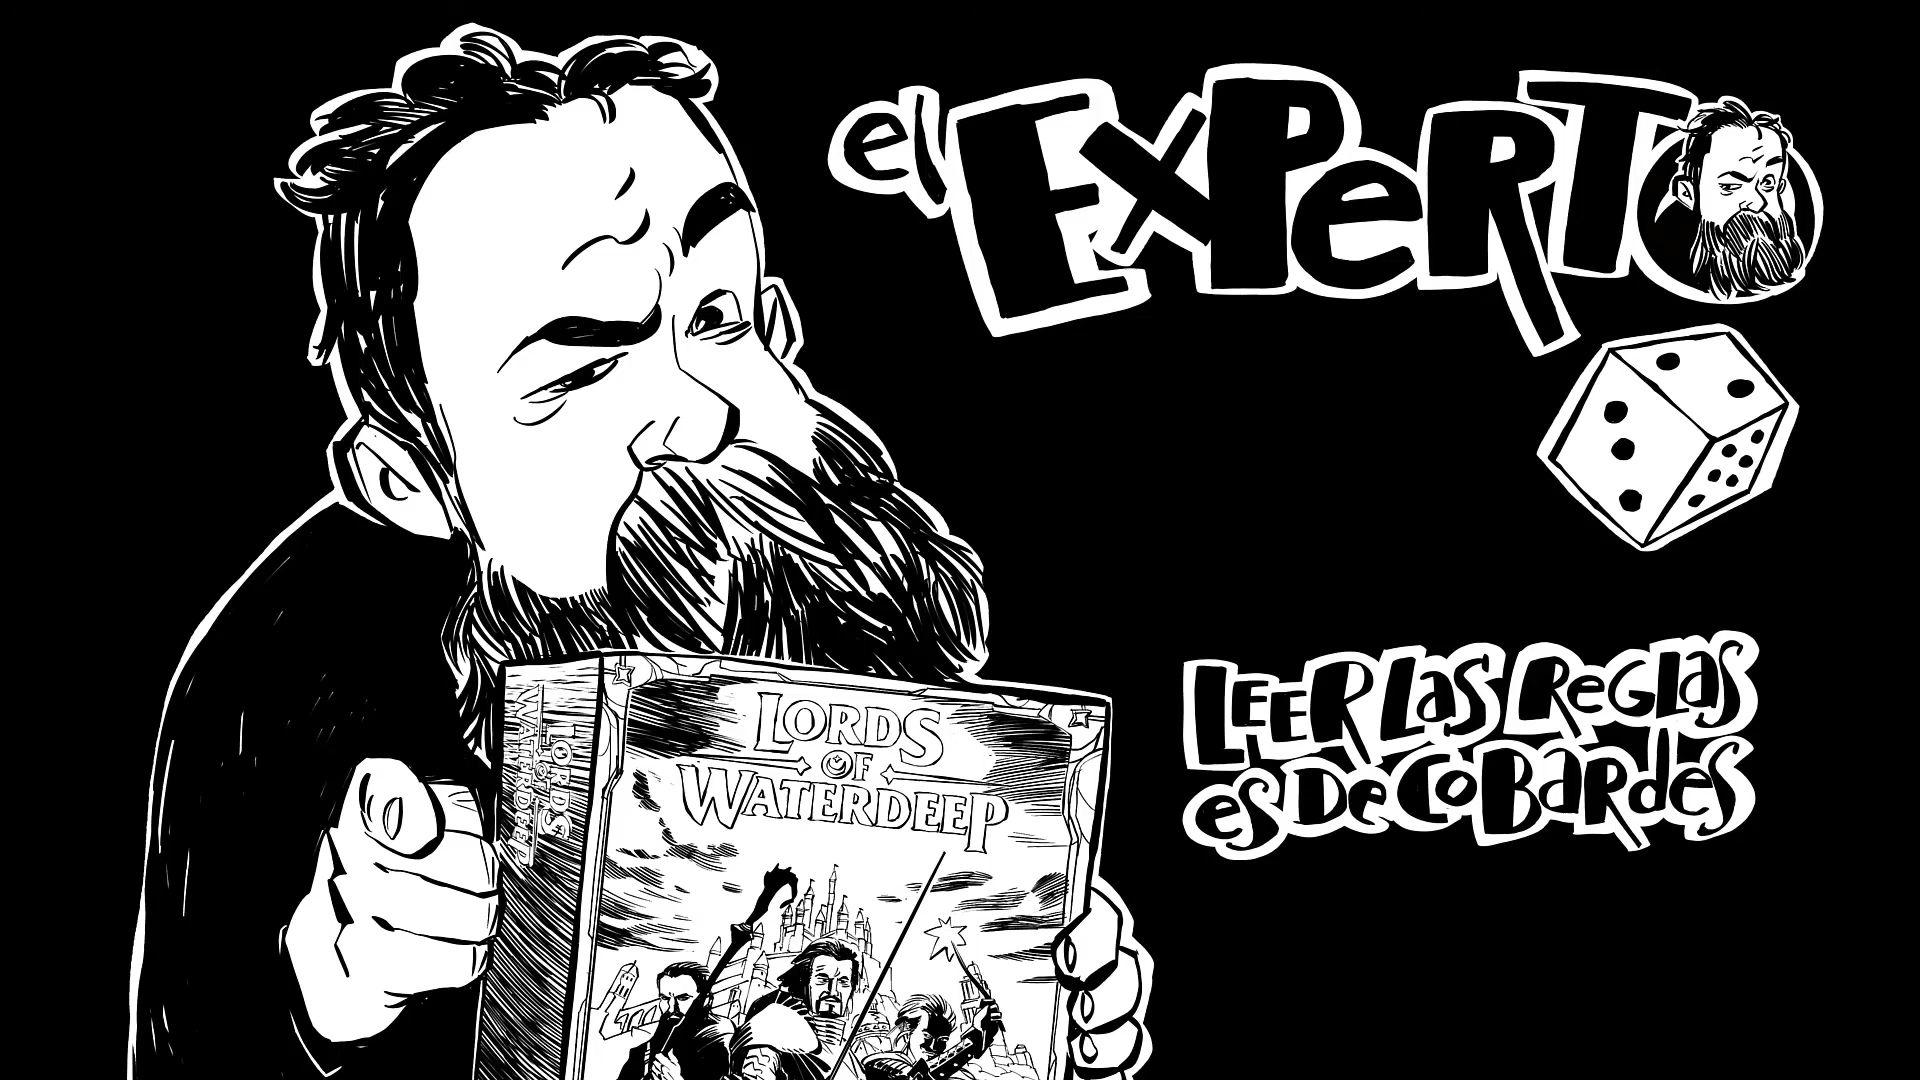 el EXPERTO
LEER LAS REGLAS
ES DE COBARDES
LORDS
OF
WATERDEEP
LORDS
OF
WATERDEEP